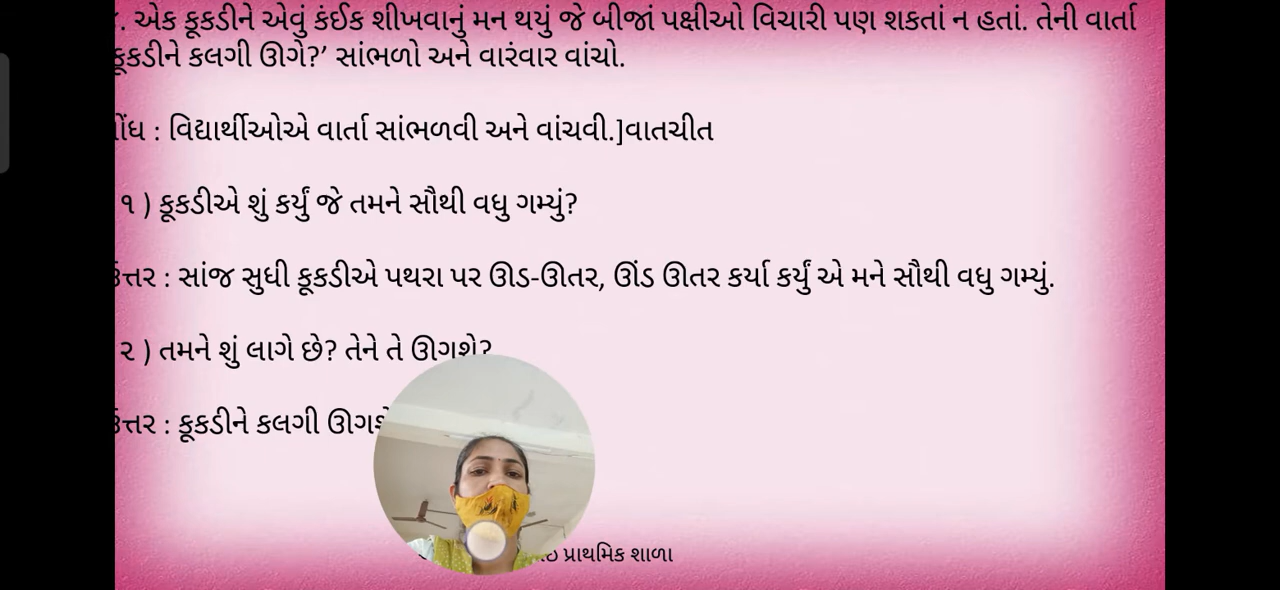 એક કૂકડીને એવું કંઈક શીખવાનું મન થયું જે બીજાં પક્ષીઓ વિચારી પણ શકતાં ન હતાં. તેની વાર્તા
કૂકડીને કલગી ઊગે?’ સાંભળો અને વારંવાર વાંચો.
નોંધ : વિદ્યાર્થીઓએ વાર્તા સાંભળવી અને વાંચવી.]વાતચીત
૧ ) કૂકડીએ શું કર્યું જે તમને સૌથી વધુ ગમ્યું?
ઉત્તર : સાંજ સુધી કૂકડીએ પથરા પર ઊડ-ઊતર, ઊંડ ઊતર કર્યા કર્યું એ મને સૌથી વધુ ગમ્યું.
૨ ) તમને શું લાગે છે? તેને તે ઊગશે?
ઉત્તર : કૂકડીને કલગી
પ્રાથમિક શાળા